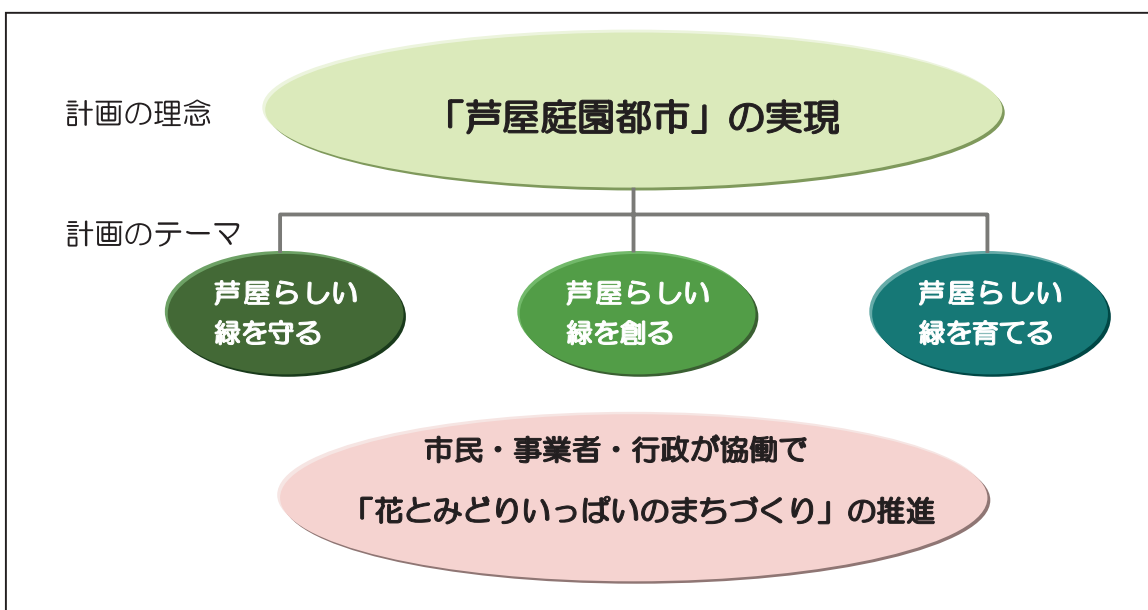 計画の理念
「芦屋庭園都市」の実現
計画のテーマ
芦屋らしい
緑を守る
芦屋らしい
緑を創る
芦屋らしい
緑を育てる
市民・事業者・行政が協働で
「花とみどりいっぱいのまちづくり」の推進